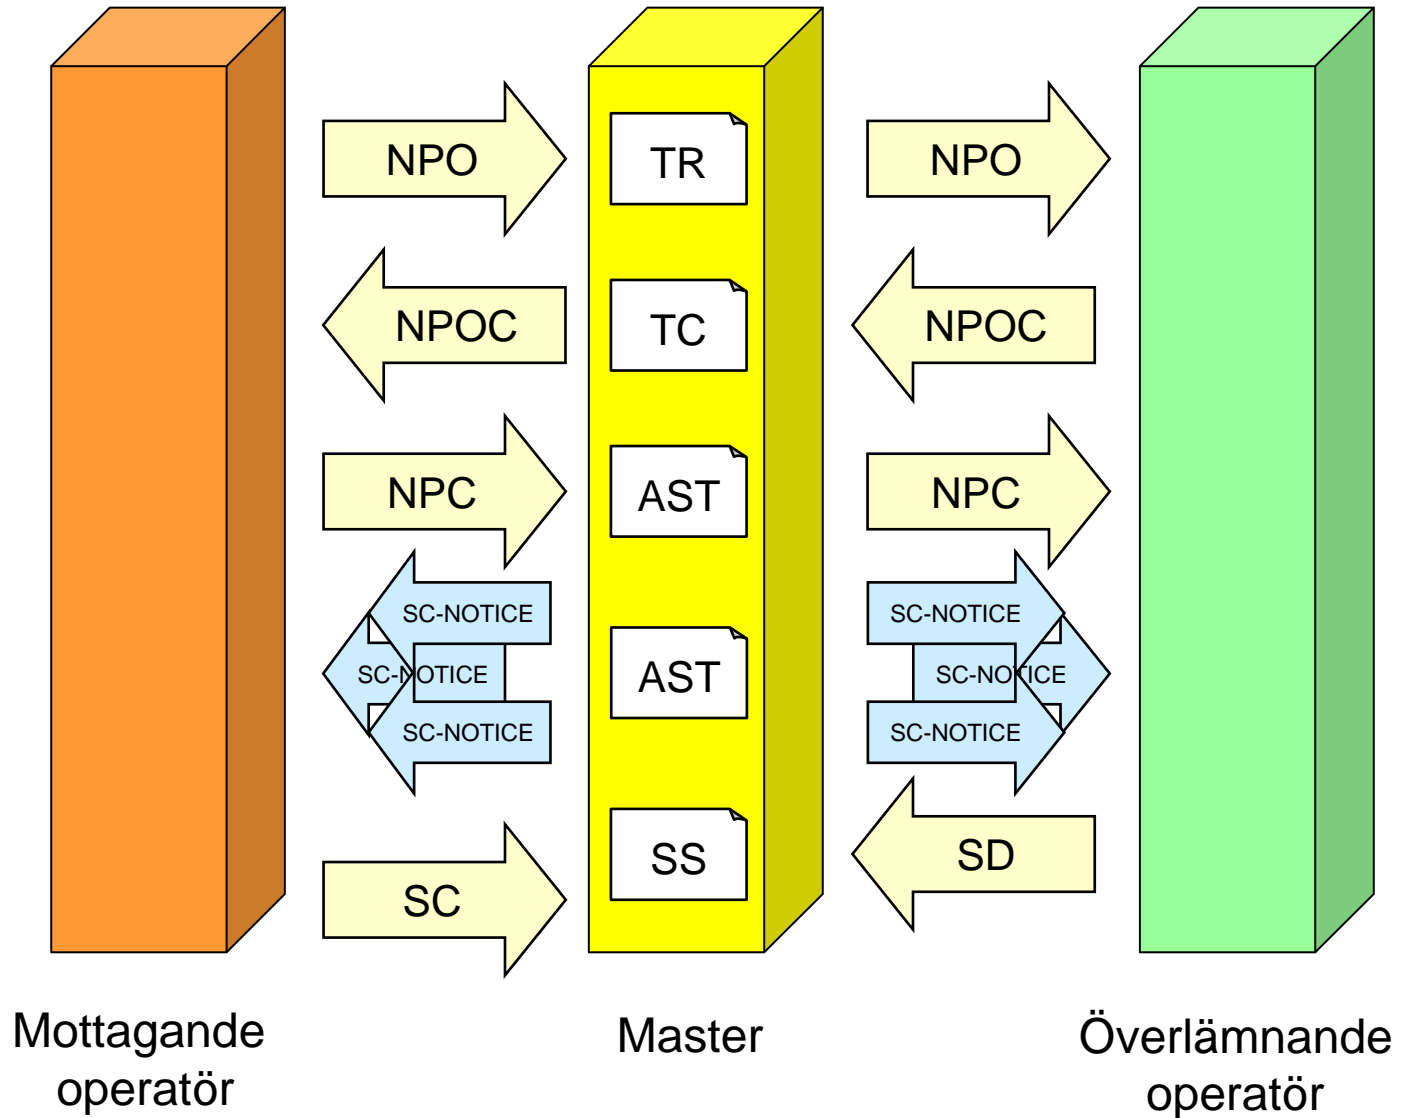 NPO
TR
NPO
NPOC
TC
NPOC
NPC
AST
NPC
SC-NOTICE
SC-NOTICE
SC-NOTICE
AST
SC-NOTICE
SC-NOTICE
SC-NOTICE
SC
SS
SD
Mottagande
operatör
Master
Överlämnande
operatör